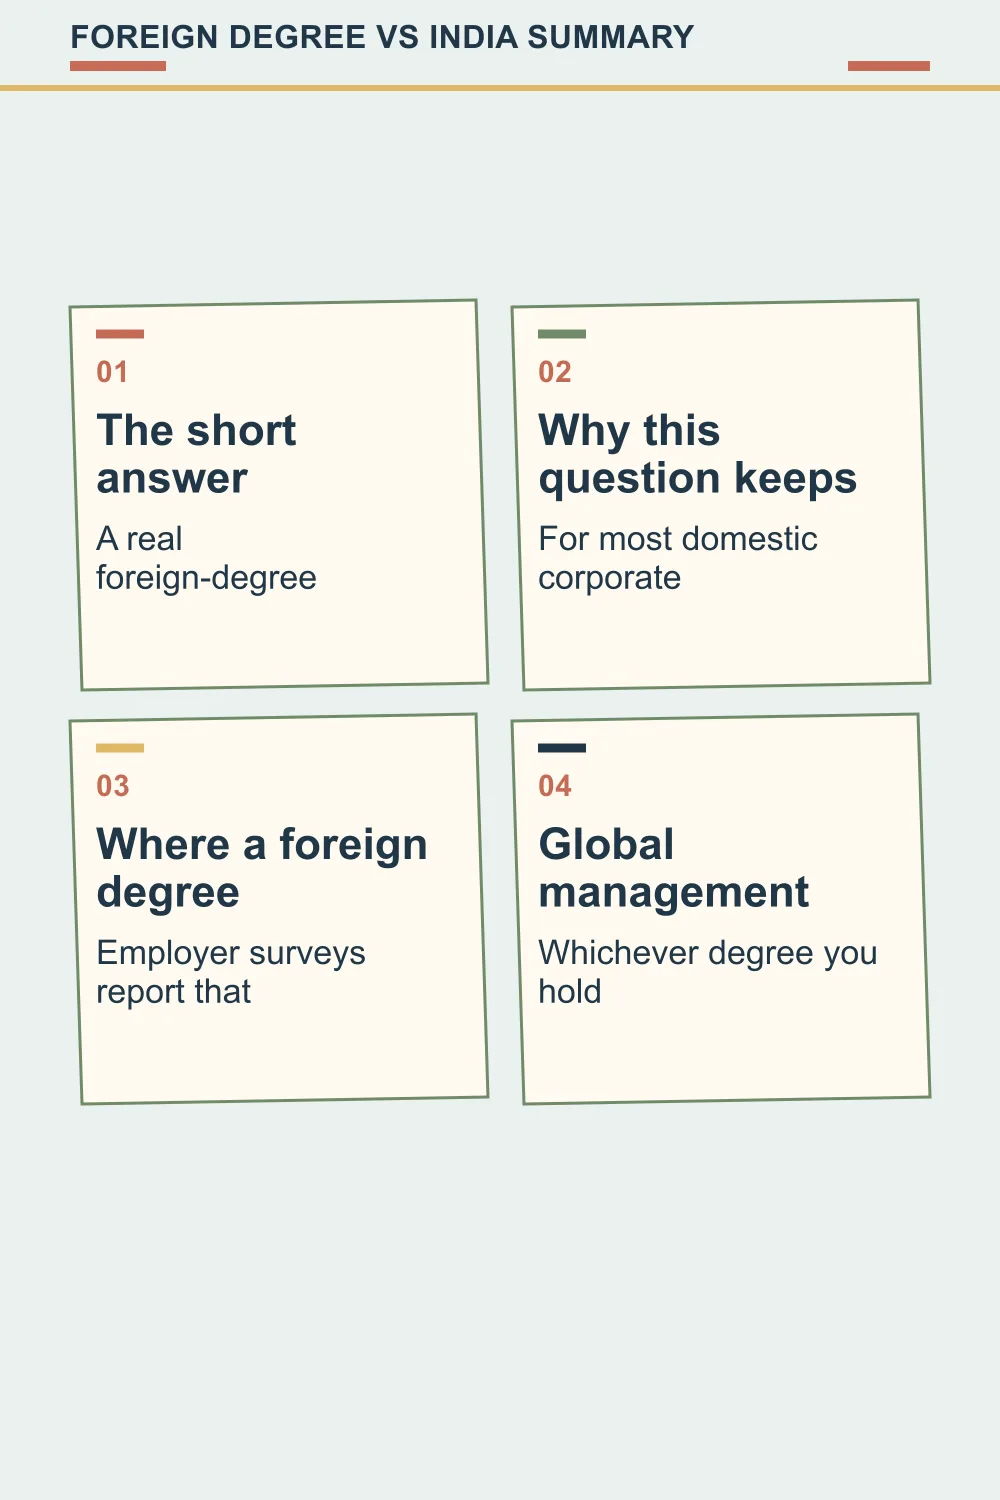 FOREIGN DEGREE VS INDIA SUMMARY
01
The short
answer
A real
foreign-degree
02
Why this
question keeps
For most domestic
corporate
03
Where a foreign
degree
Employer surveys
report that
04
Global
management
Whichever degree you
hold